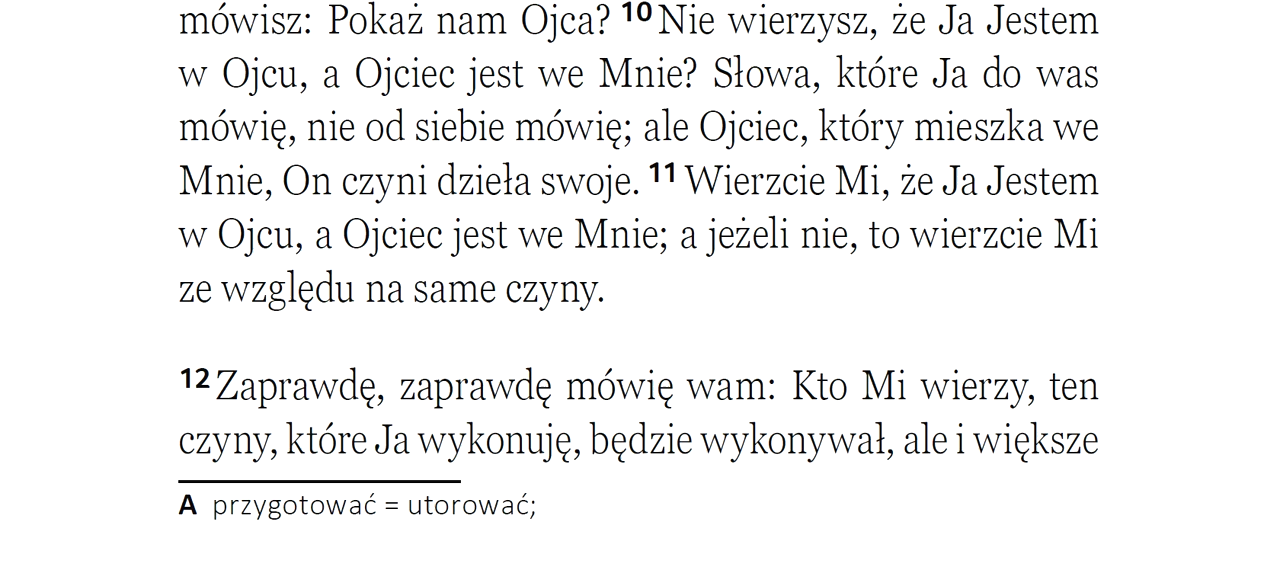 mówisz: Pokaż nam Ojca? 10 Nie wierzysz, że Ja Jestem
w Ojcu, a Ojciec jest we Mnie? Słowa, które Ja do was
mówię, nie od siebie mówię; ale Ojciec, który mieszka we
Mnie, On czyni dzieła swoje. 11 Wierzcie Mi, że Ja Jestem
w Ojcu, a Ojciec jest we Mnie; a jeżeli nie, to wierzcie Mi
ze względu na same czyny.
12 Zaprawdę, zaprawdę mówię wam: Kto Mi wierzy, ten
czyny, które Ja wykonuję, będzie wykonywał, ale i większe
A przygotować = utorować;